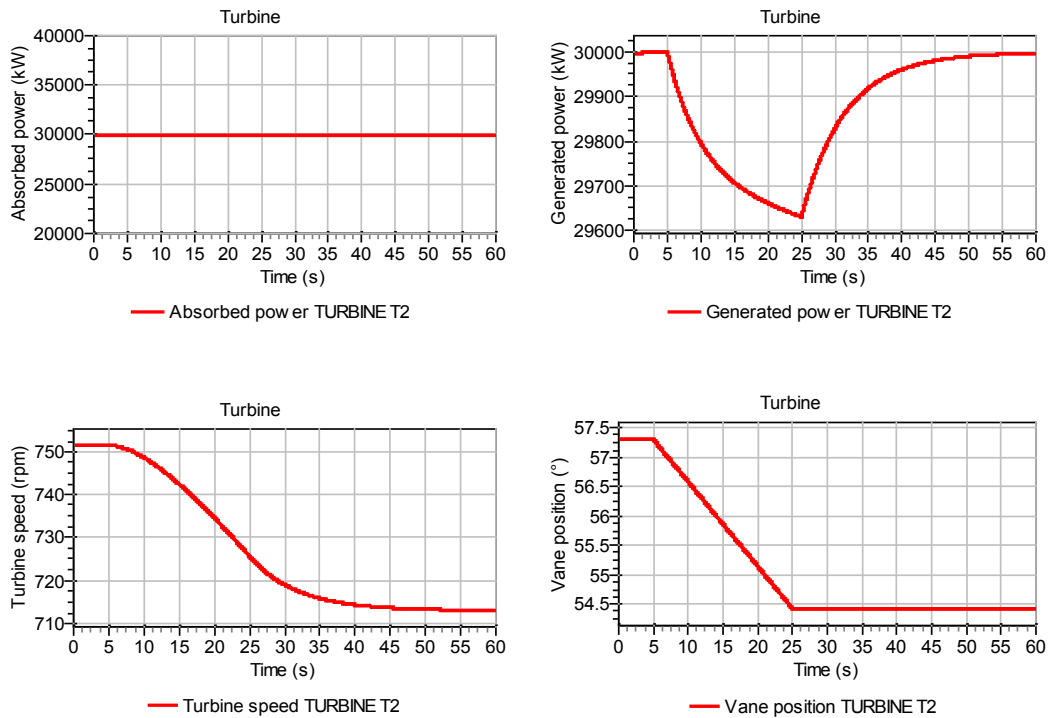 Turbine
Absorbed power (kW)
40000
35000
30000
25000
20000
0 5 10 15 20 25 30 35 40 45 50 55 60
Time (s)
Absorbed power TURBINE T2
Turbine
Generated power (kW)
30000
29900
29800
29700
29600
0 5 10 15 20 25 30 35 40 45 50 55 60
Time (s)
Generated power TURBINE T2
Turbine
Turbine speed (rpm)
750
740
730
720
710
0 5 10 15 20 25 30 35 40 45 50 55 60
Time (s)
Turbine speed TURBINE T2
Turbine
Vane position (°)
57.5
57
56.5
56
55.5
55
54.5
0 5 10 15 20 25 30 35 40 45 50 55 60
Time (s)
Vane position TURBINE T2